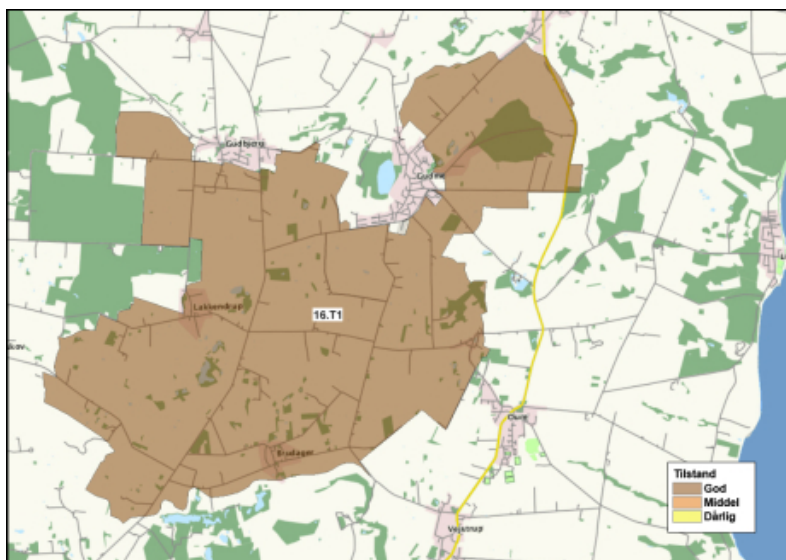 Gudbjerg
Gudme
Lakkendrup
16.T1
Oure
Brudager
Vejstrup
Tilstand
God
Middel
Dårlig